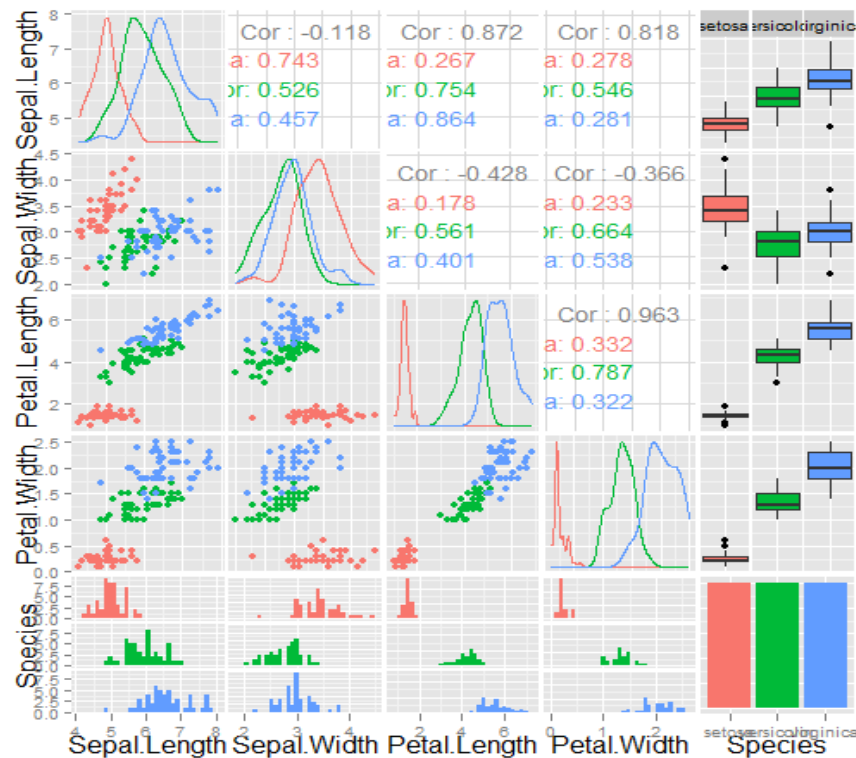 8
7
6
5
Sepal.Length
Cor : -0.118
a: 0.743
or: 0.526
a: 0.457
Cor : 0.872
a: 0.267
or: 0.754
a: 0.864
Cor : 0.818
a: 0.278
or: 0.546
a: 0.281
4.5
4.0
3.5
3.0
2.5
2.0
Sepal.Width
Cor : -0.428
a: 0.178
or: 0.561
a: 0.401
Cor : -0.366
a: 0.233
or: 0.664
a: 0.538
6
4
2
Petal.Length
Cor : 0.963
a: 0.332
or: 0.787
a: 0.322
2.5
2.0
1.5
1.0
0.5
0.0
Petal.Width
Species
4 5 6 7 8
Sepal.Length
2 3 4
Sepal.Width
2 4 6
Petal.Length
0 1 2
Petal.Width
Species